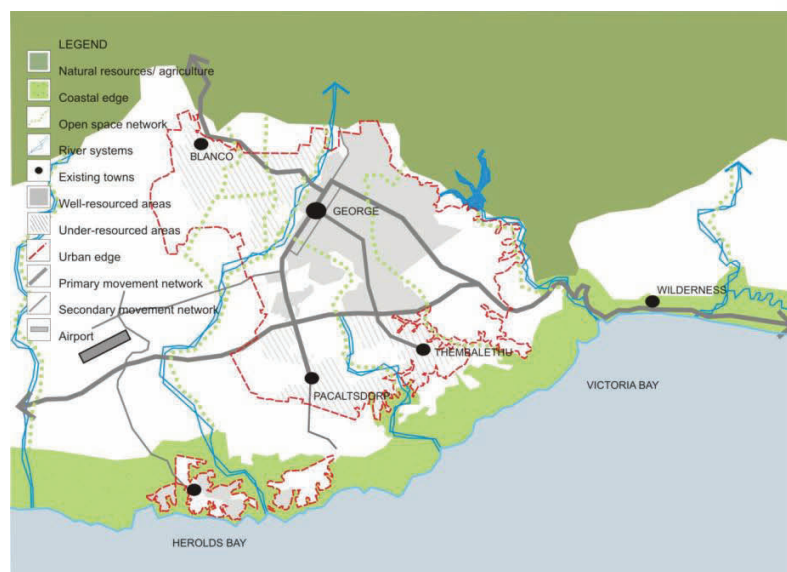 LEGEND
Natural resources/ agriculture
Coastal edge
Open space network
River systems
Existing towns
Well-resourced areas
Under-resourced areas
Urban edge
Primary movement network
Secondary movement network
Airport
BLANCO
GEORGE
WILDERNESS
THEMBALETHU
VICTORIA BAY
PACALTSDORP
HEROLDS BAY